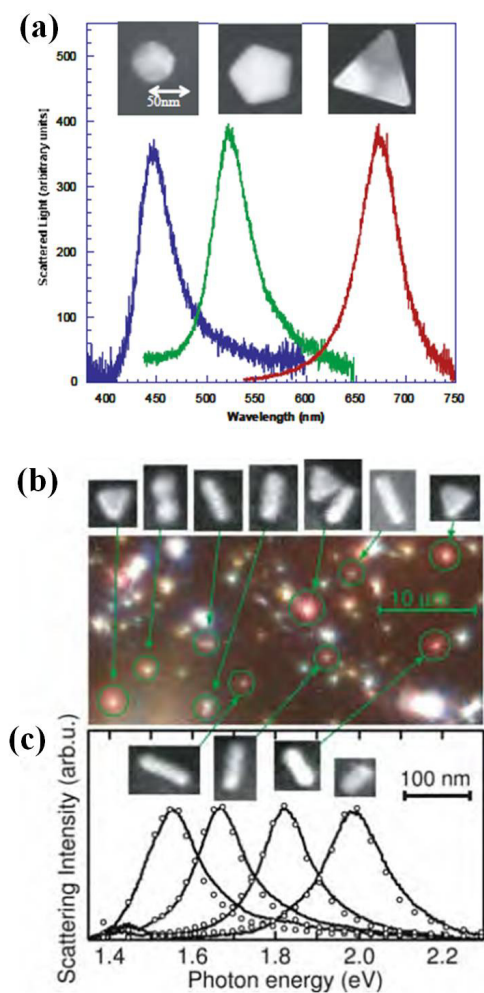 (a)
500
400
300
200
100
0
Scattered Light (arbitrary units)
50nm
400
450
500
550
600
650
700
750
Wavelength (nm)
(b)
10 μm
(c)
100 nm
Scattering Intensity (arb.u.)
1.4
1.6
1.8
2.0
2.2
Photon energy (eV)